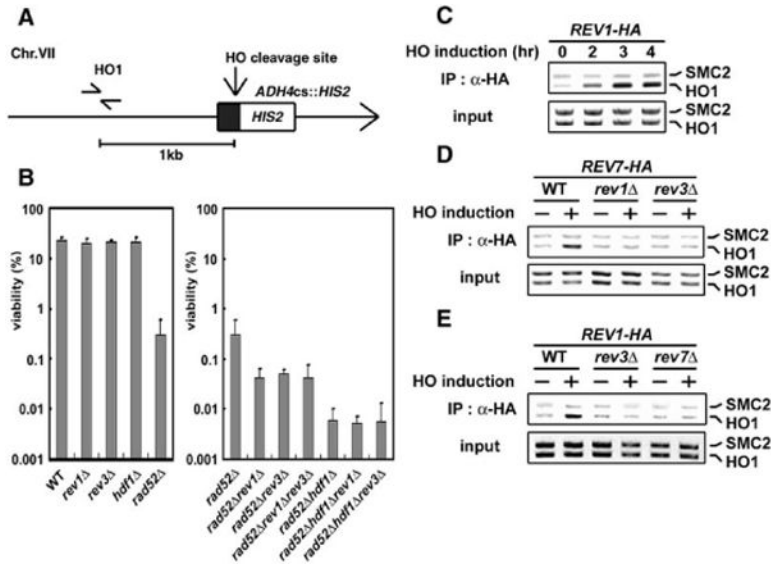 A
Chr.VII
HO1
HO cleavage site
ADH4cs::HIS2
HIS2
1kb
B
viability (%)
100
10
1
0.1
0.01
0.001
WT
rev1Δ
rev3Δ
hdf1Δ
rad52Δ
viability (%)
100
10
1
0.1
0.01
0.001
rad52Δ
rad52Δrev1Δ
rad52Δrev3Δ
rad52Δrev1Δrev3Δ
rad52Δhdf1Δ
rad52Δhdf1Δrev1Δ
rad52Δhdf1Δrev3Δ
C
REV1-HA
HO induction (hr) 0 2 3 4
IP : α-HA
SMC2
HO1
input
SMC2
HO1
D
REV7-HA
WT rev1Δ rev3Δ
HO induction − + − + − +
IP : α-HA
SMC2
HO1
input
SMC2
HO1
E
REV1-HA
WT rev3Δ rev7Δ
HO induction − + − + − +
IP : α-HA
SMC2
HO1
input
SMC2
HO1